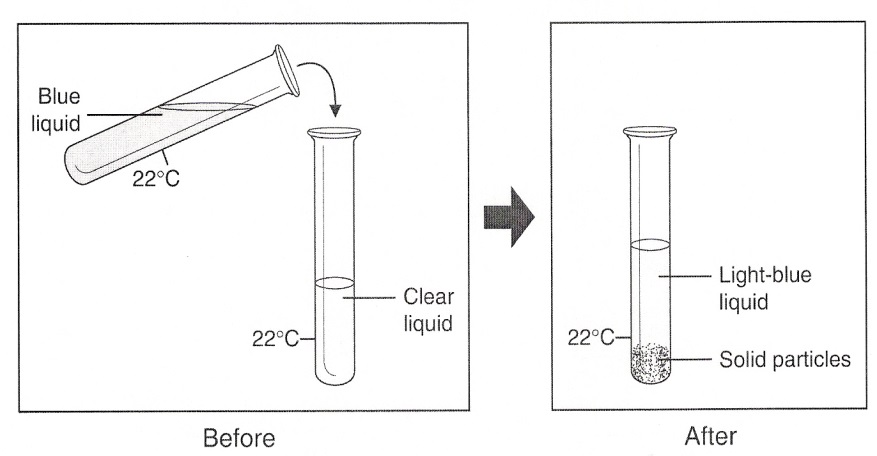 Blue
liquid
22°C
Clear
liquid
22°C
Before
Light-blue
liquid
22°C
Solid particles
After